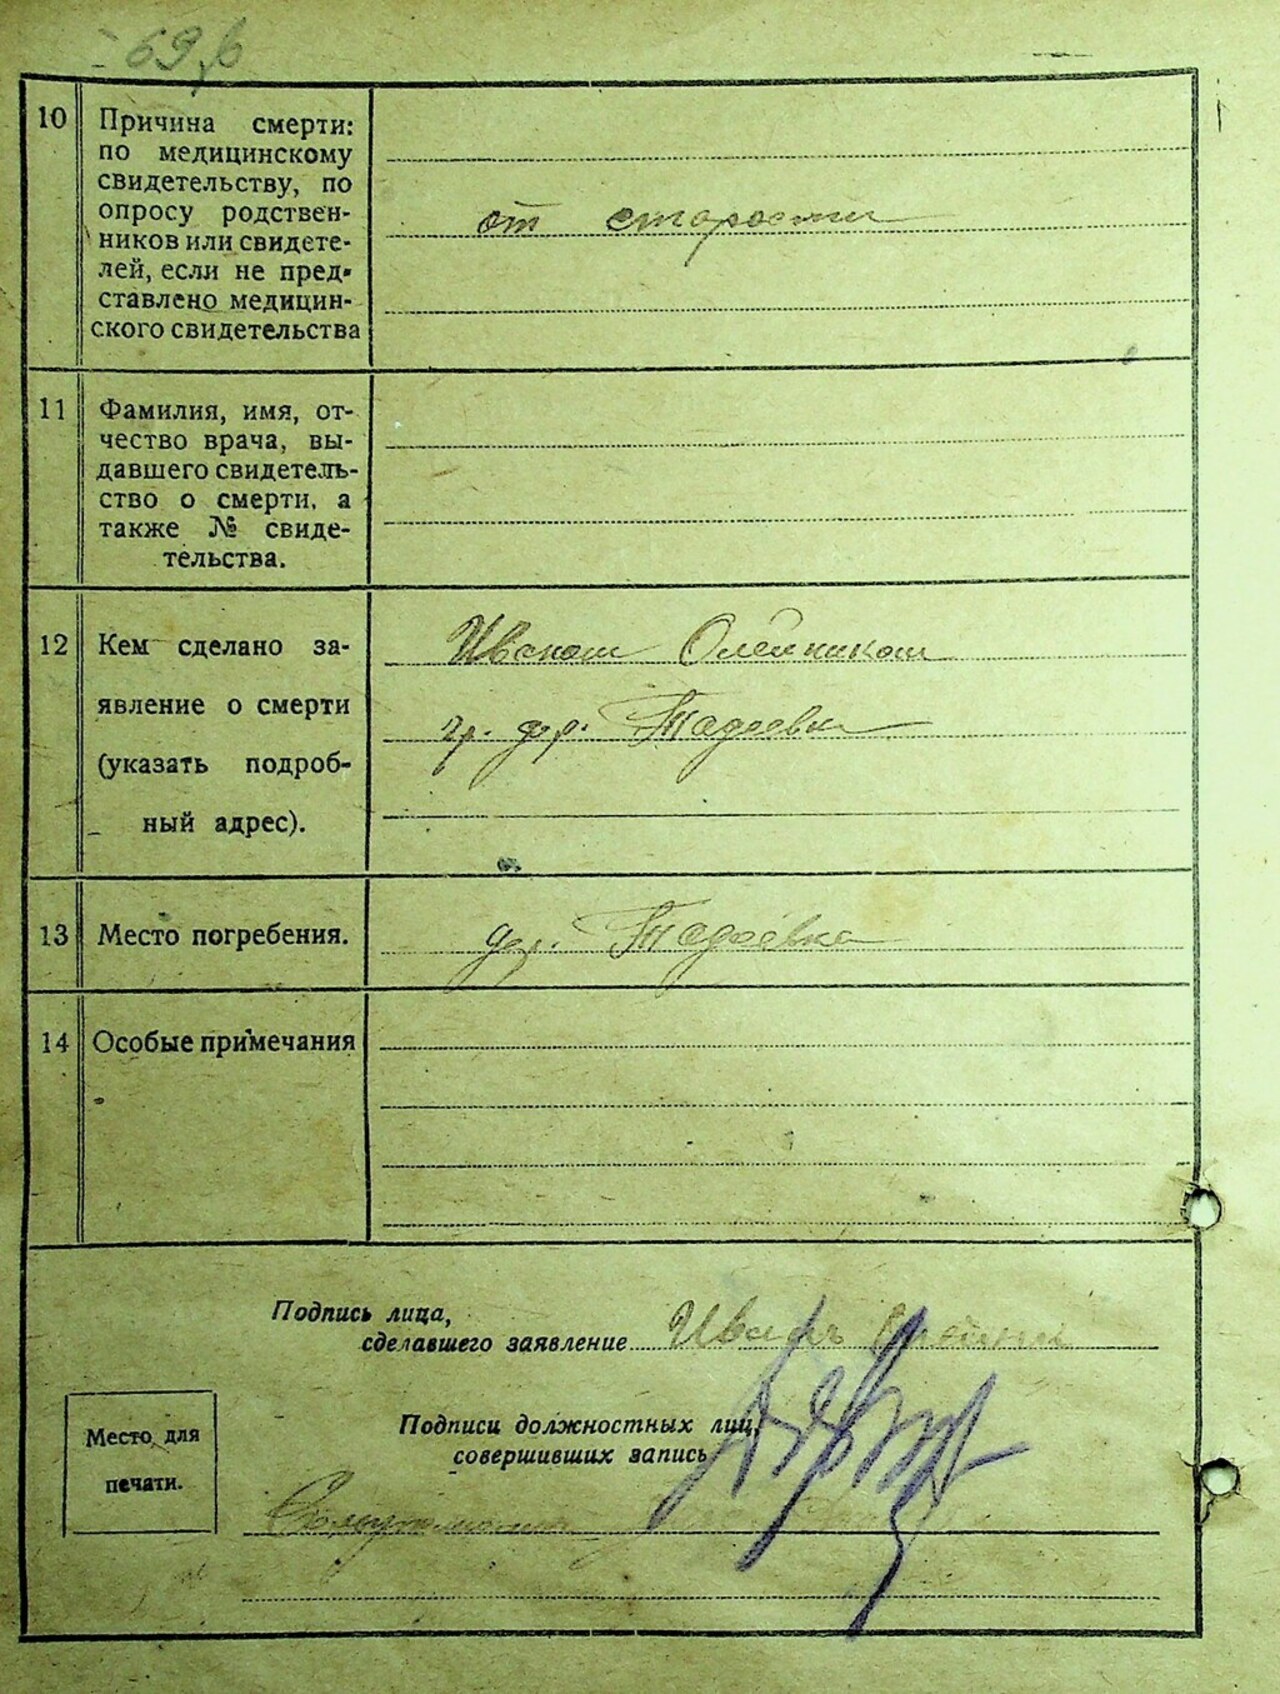 69
10
Причина смерти:
по медицинскому
свидетельству, по
опросу родствен-
ников или свидете-
лей, если не пред-
ставлено медицин-
ского свидетельства
от старости
11
Фамилия, имя, от-
чество врача, вы-
давшего свидетель-
ство о смерти, а
также № свиде-
тельства.
12
Кем сделано за-
явление о смерти
(указать подроб-
ный адрес).
Иваном Олейником
гр. дер. Тадеевки
13
Место погребения.
дер. Тадеевка
14
Особые примечания
Подпись лица,
сделавшего заявление
Место для
печати.
Подписи должностных лиц,
совершивших запись